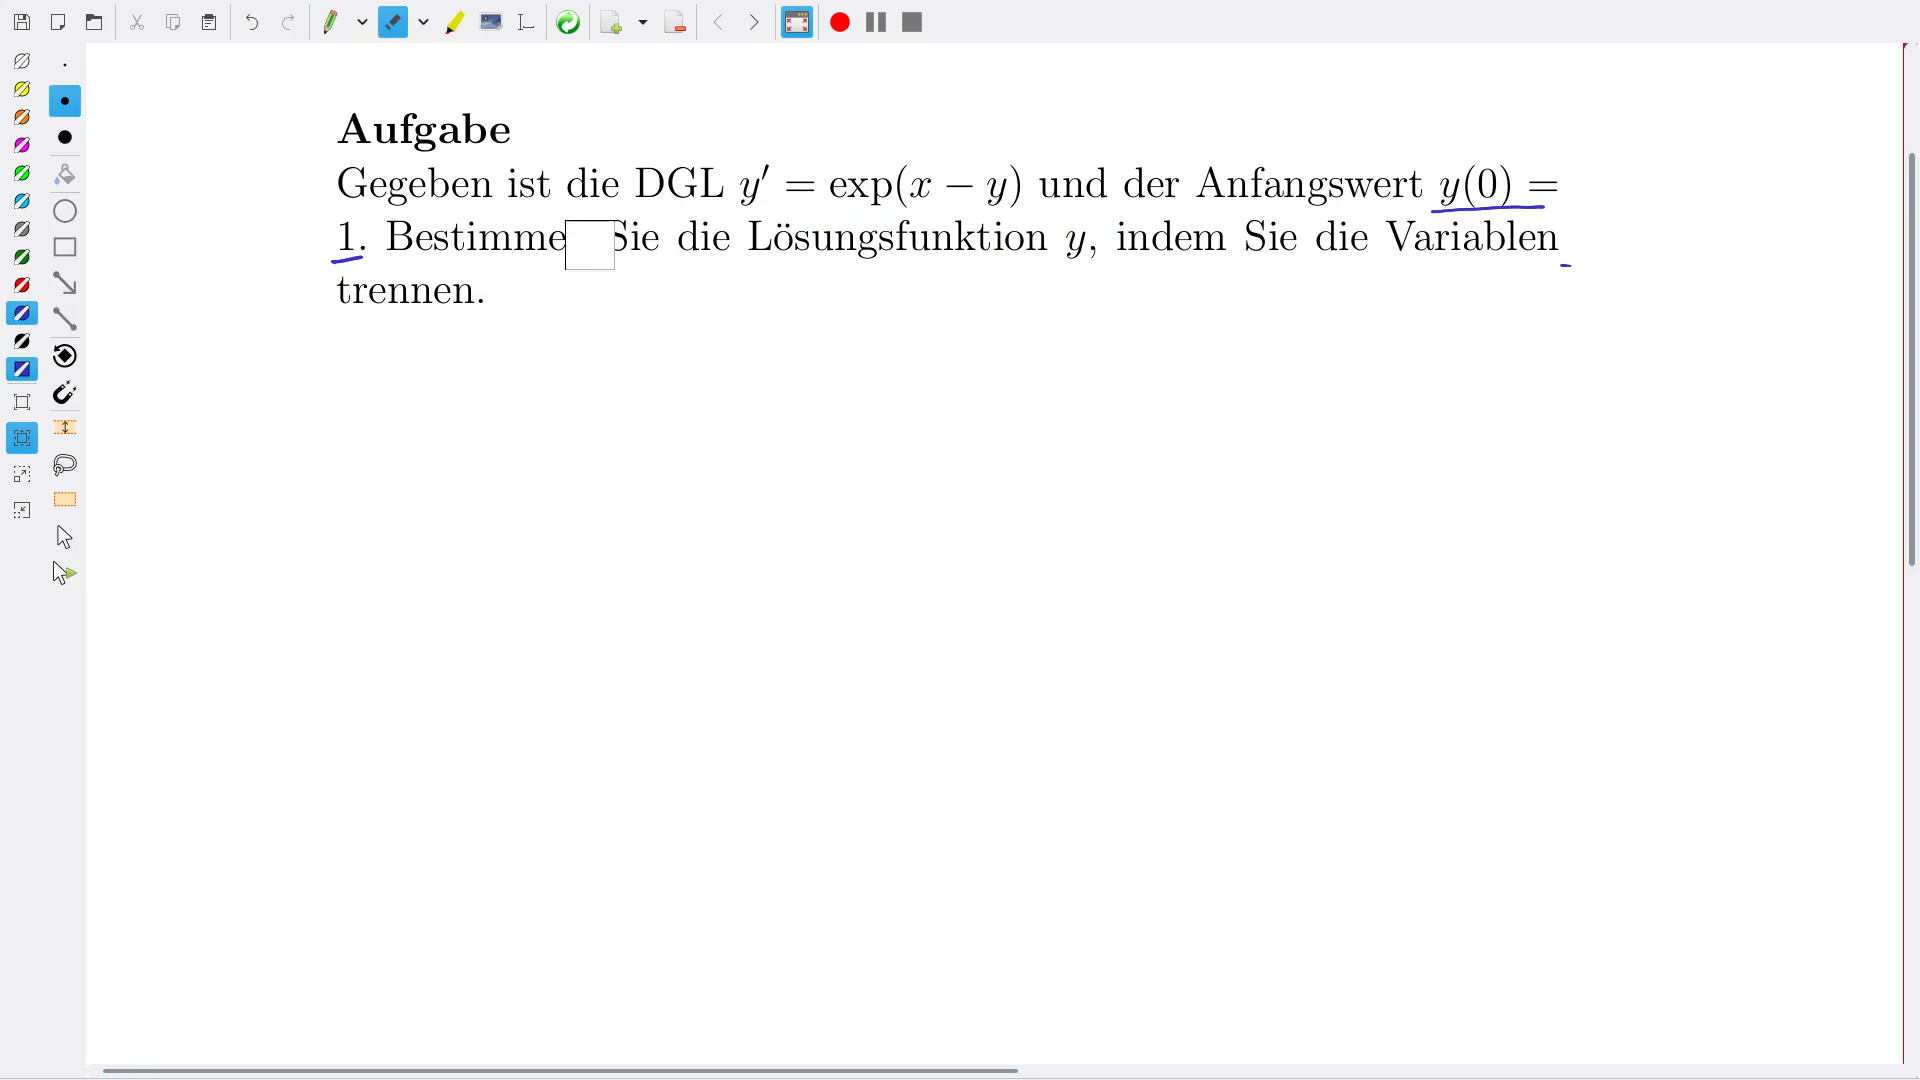 Aufgabe
Gegeben ist die DGL y′ = exp(x − y) und der Anfangswert y(0) =
1. Bestimme Sie die Lösungsfunktion y, indem Sie die Variablen
trennen.